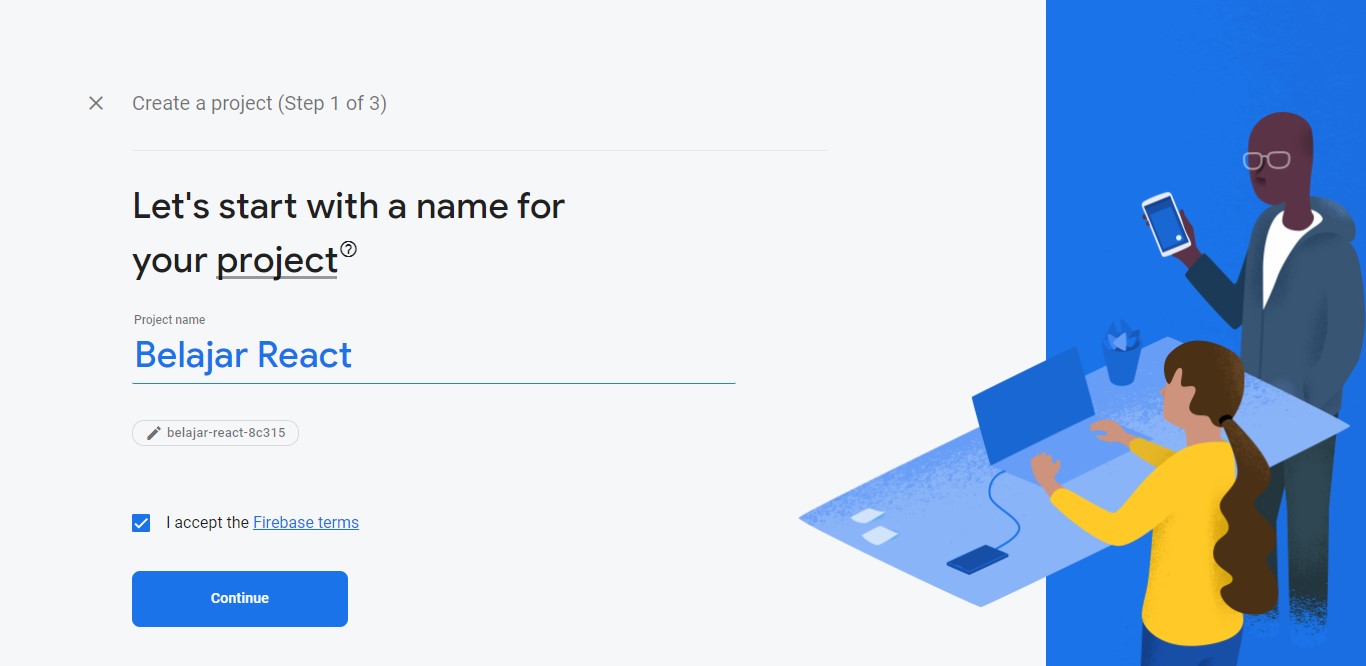 Create a project (Step 1 of 3)
Let's start with a name for
your project
Project name
Belajar React
belajar-react-8c315
I accept the Firebase terms
Continue